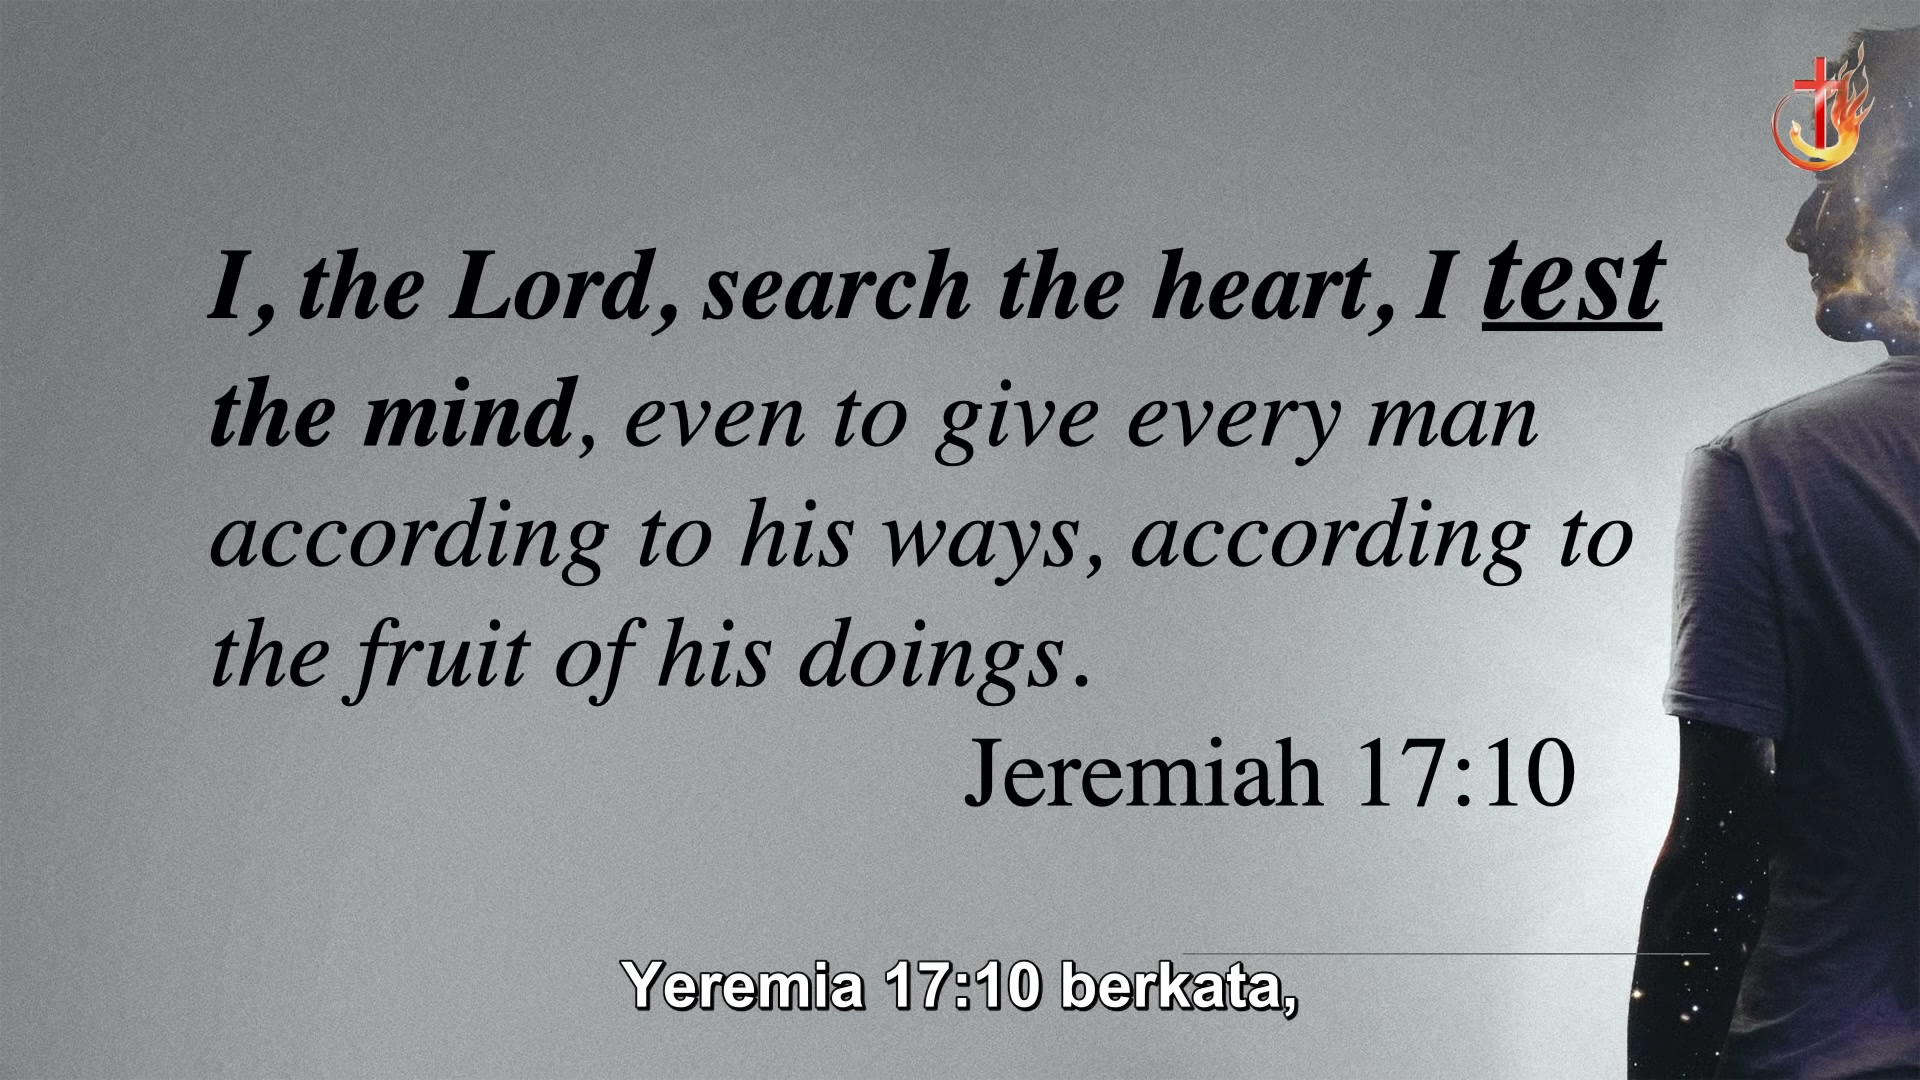 I, the Lord, search the heart, I test
the mind, even to give every man
according to his ways, according to
the fruit of his doings.
Jeremiah 17:10
Yeremia 17:10 berkata,